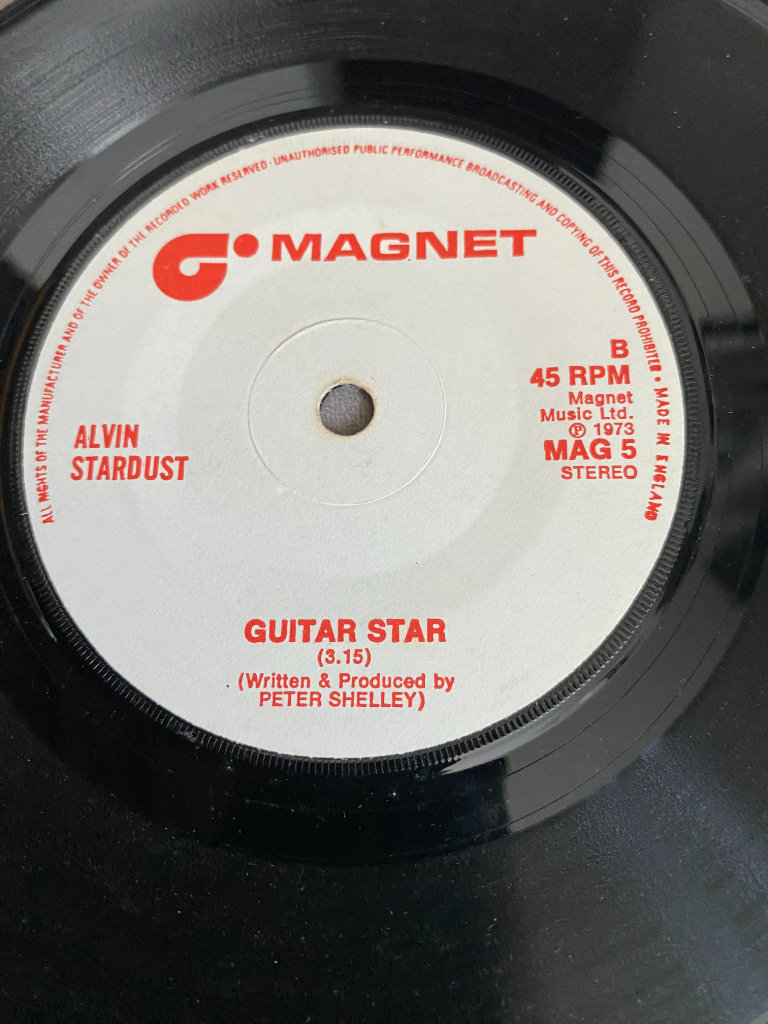 ALL RIGHTS OF THE MANUFACTURER AND OF THE OWNER OF THE RECORDED WORK RESERVED · UNAUTHORISED PUBLIC PERFORMANCE BROADCASTING AND COPYING OF THIS RECORD PROHIBITED • MADE IN ENGLAND
MAGNET
B
45 RPM
Magnet
Music Ltd.
℗ 1973
MAG 5
STEREO
ALVIN
STARDUST
GUITAR STAR
(3.15)
(Written & Produced by
PETER SHELLEY)